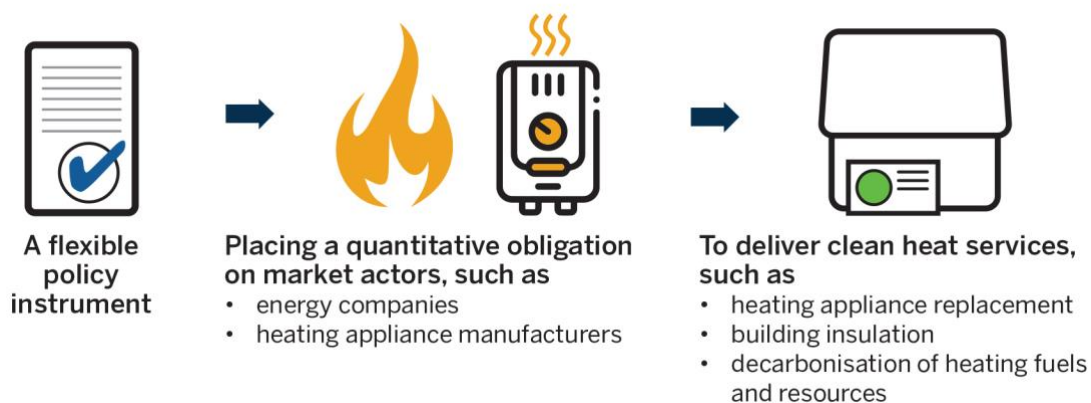 A flexible
policy
instrument
Placing a quantitative obligation
on market actors, such as
• energy companies
• heating appliance manufacturers
To deliver clean heat services,
such as
• heating appliance replacement
• building insulation
• decarbonisation of heating fuels
and resources